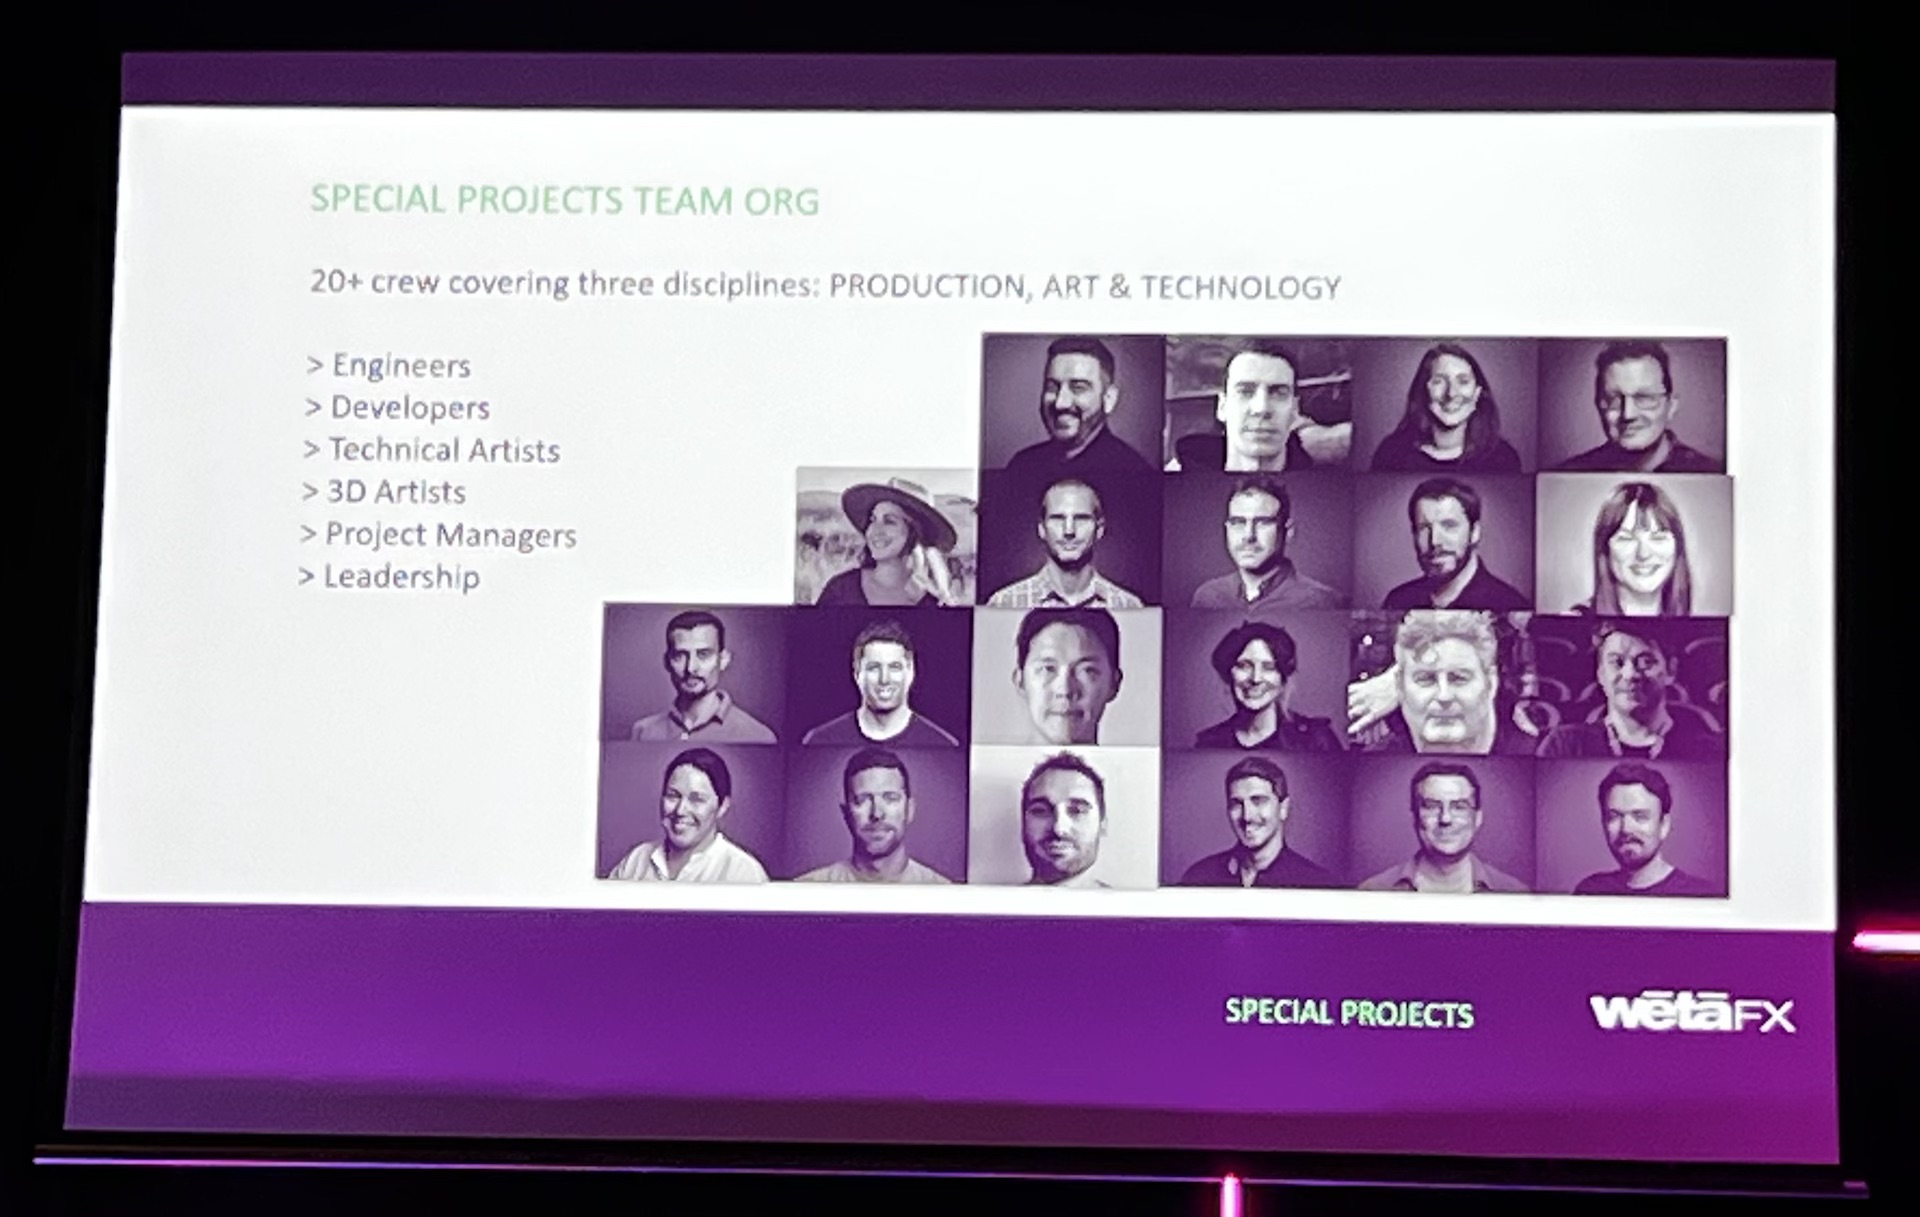 SPECIAL PROJECTS TEAM ORG
20+ crew covering three disciplines: PRODUCTION, ART & TECHNOLOGY
> Engineers
> Developers
> Technical Artists
> 3D Artists
> Project Managers
> Leadership
SPECIAL PROJECTS
wētāFX